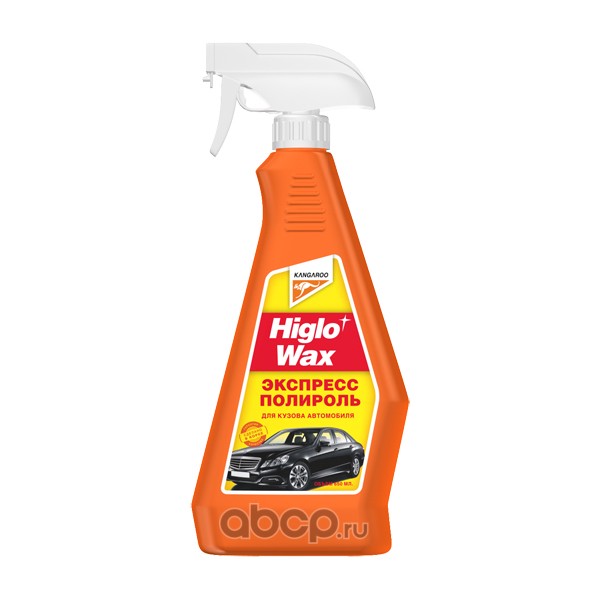 KANGAROO
Higlo
Wax
ЭКСПРЕСС
ПОЛИРОЛЬ
ДЛЯ КУЗОВА АВТОМОБИЛЯ
abcp.ru